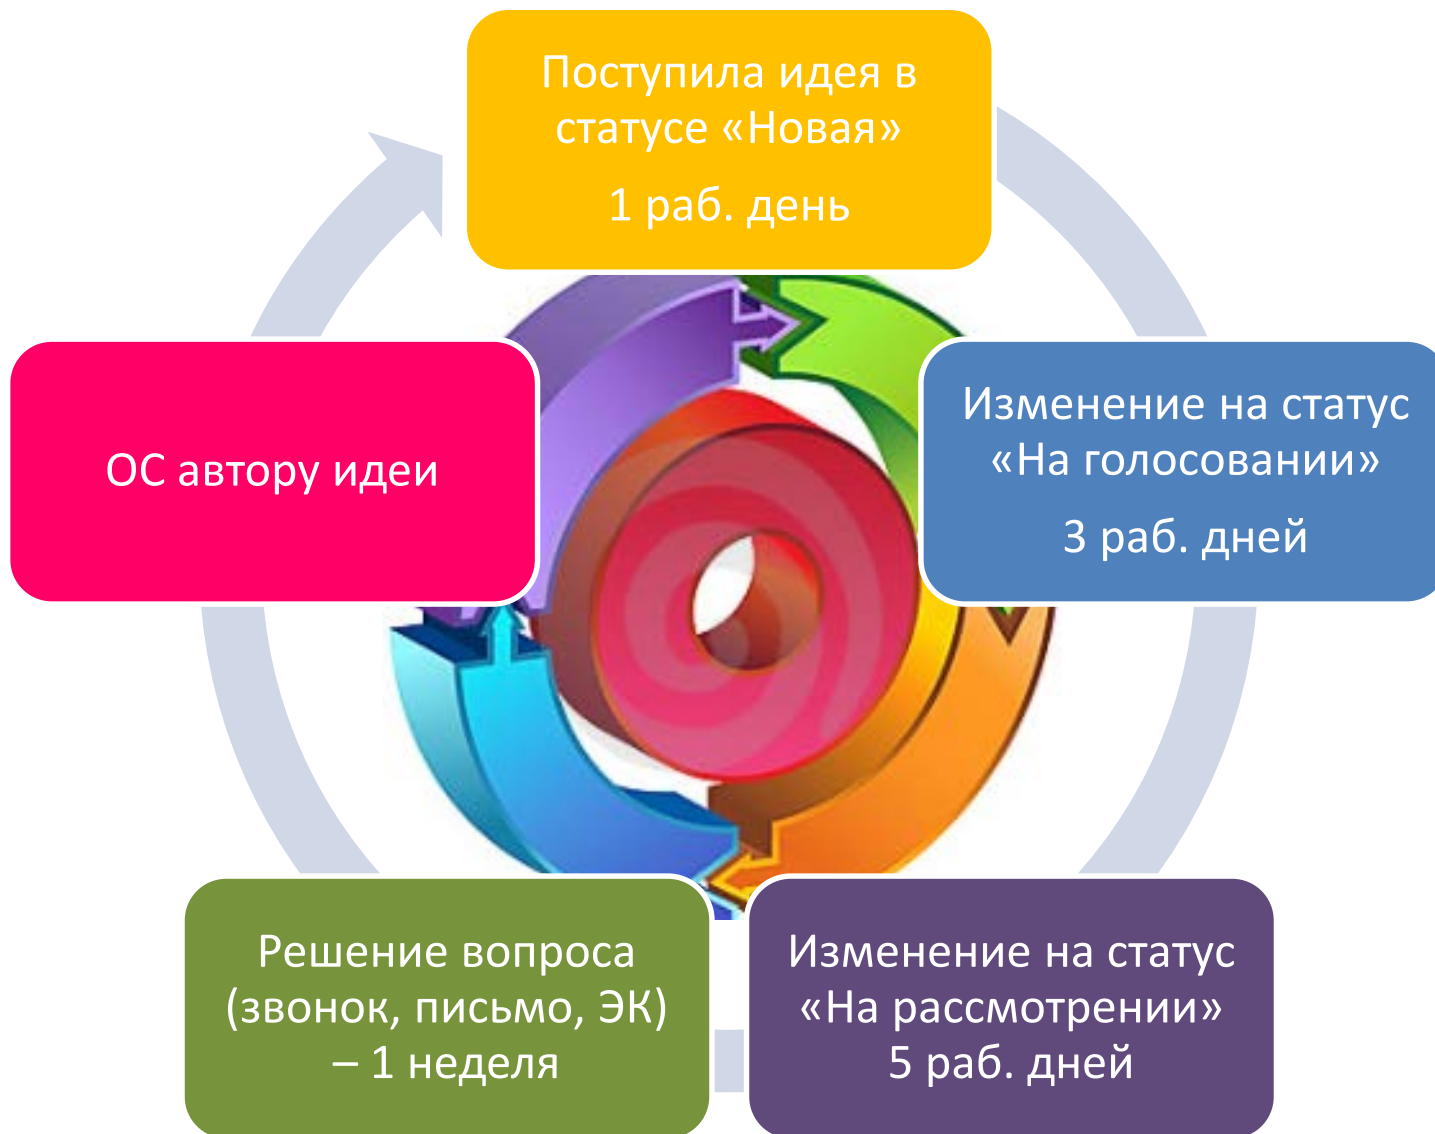 Поступила идея в
статусе «Новая»
1 раб. день
Изменение на статус
«На голосовании»
3 раб. дней
Изменение на статус
«На рассмотрении»
5 раб. дней
Решение вопроса
(звонок, письмо, ЭК)
– 1 неделя
ОС автору идеи